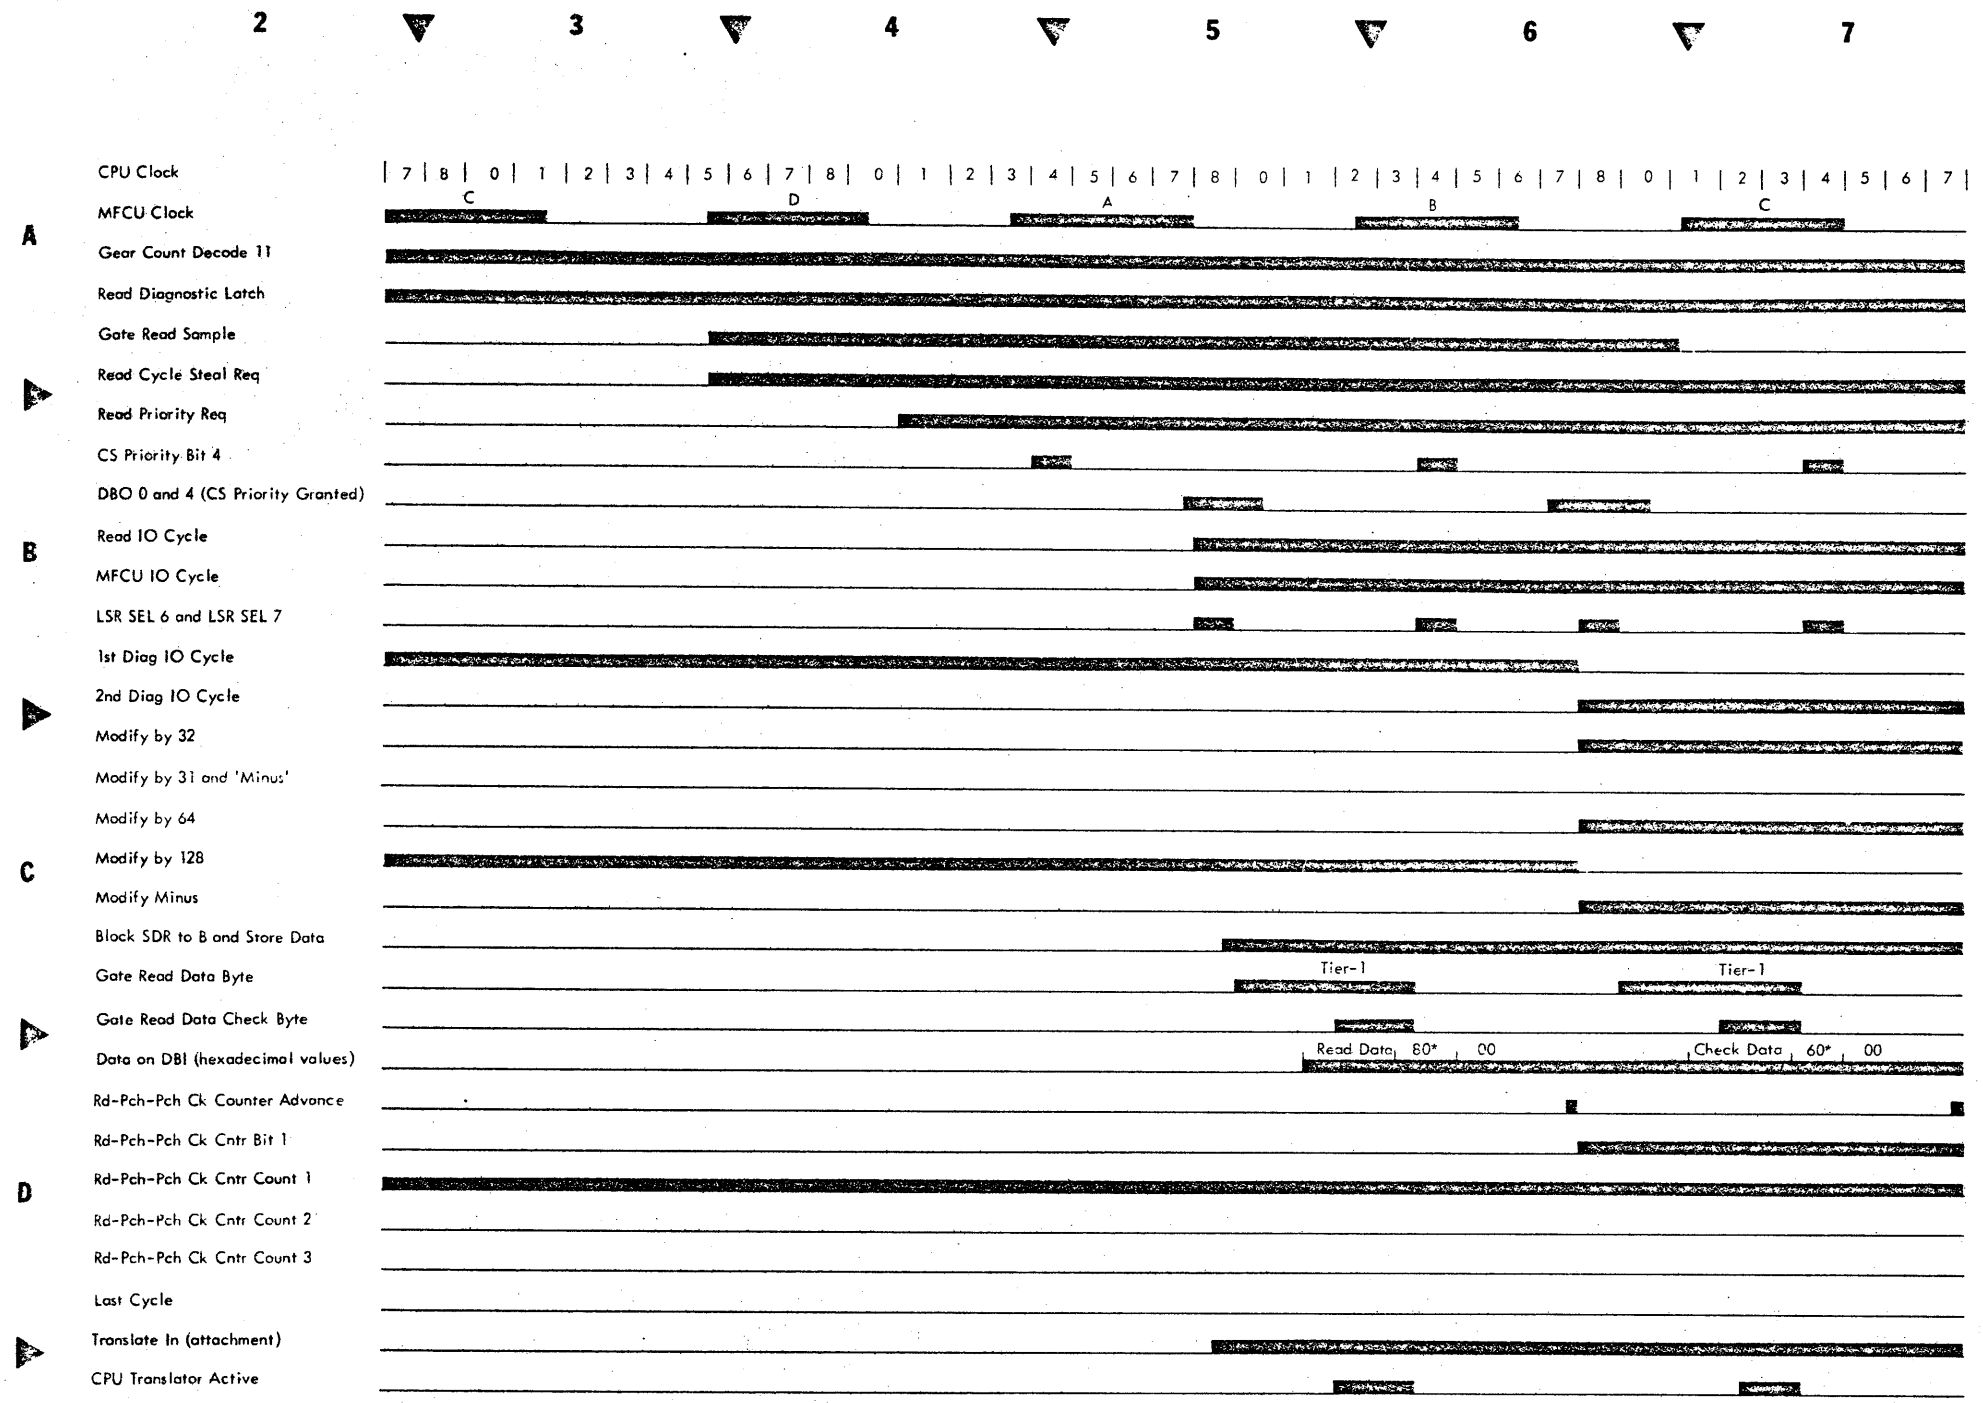 2 3 4 5 6 7
CPU Clock 7 8 0 1 2 3 4 5 6 7 8 0 1 2 3 4 5 6 7 8 0 1 2 3 4 5 6 7 8 0 1 2 3 4 5 6 7
C D A B C
MFCU Clock
A
Gear Count Decode 11
Read Diagnostic Latch
Gate Read Sample
Read Cycle Steal Req
Read Priority Req
CS Priority Bit 4
DBO 0 and 4 (CS Priority Granted)
Read IO Cycle
B
MFCU IO Cycle
LSR SEL 6 and LSR SEL 7
1st Diag IO Cycle
2nd Diag IO Cycle
Modify by 32
Modify by 31 and 'Minus'
Modify by 64
Modify by 128
C
Modify Minus
Block SDR to B and Store Data
Gate Read Data Byte Tier-1 Tier-1
Gate Read Data Check Byte
Data on DBI (hexadecimal values) Read Data 80* 00 Check Data 60* 00
Rd-Pch-Pch Ck Counter Advance
Rd-Pch-Pch Ck Cntr Bit 1
Rd-Pch-Pch Ck Cntr Count 1
D
Rd-Pch-Pch Ck Cntr Count 2
Rd-Pch-Pch Ck Cntr Count 3
Last Cycle
Translate In (attachment)
CPU Translator Active